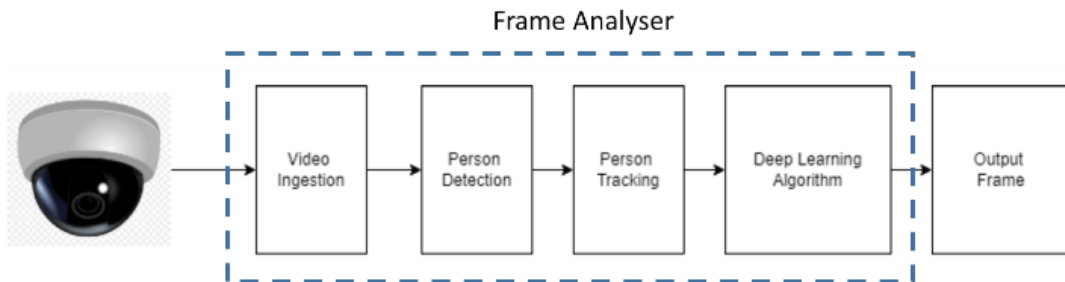 Frame Analyser
Video
Ingestion
Person
Detection
Person
Tracking
Deep Learning
Algorithm
Output
Frame